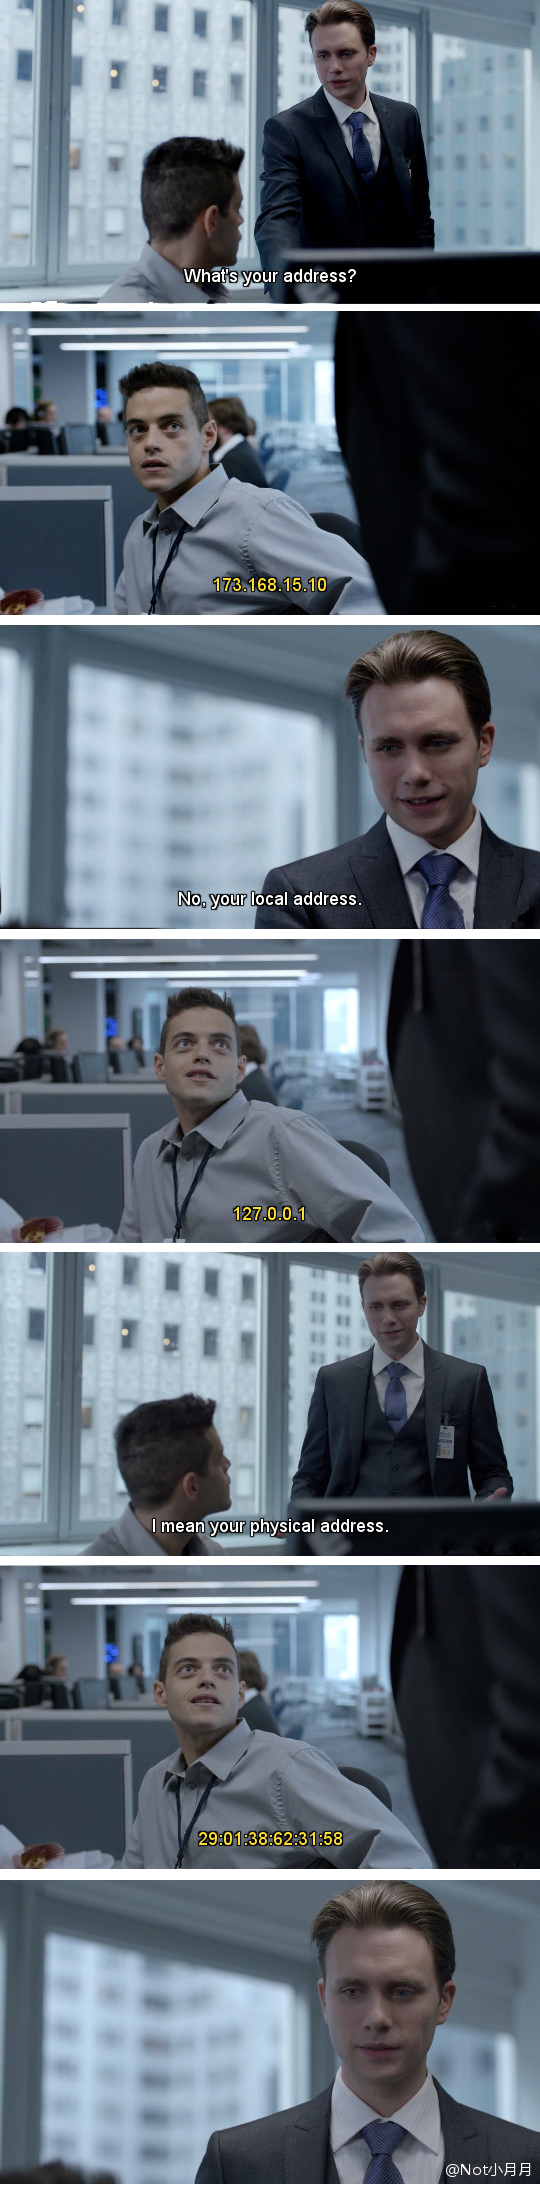 What's your address?
173.168.15.10
No, your local address.
127.0.0.1
I mean your physical address.
29:01:38:62:31:58
@Not小月月